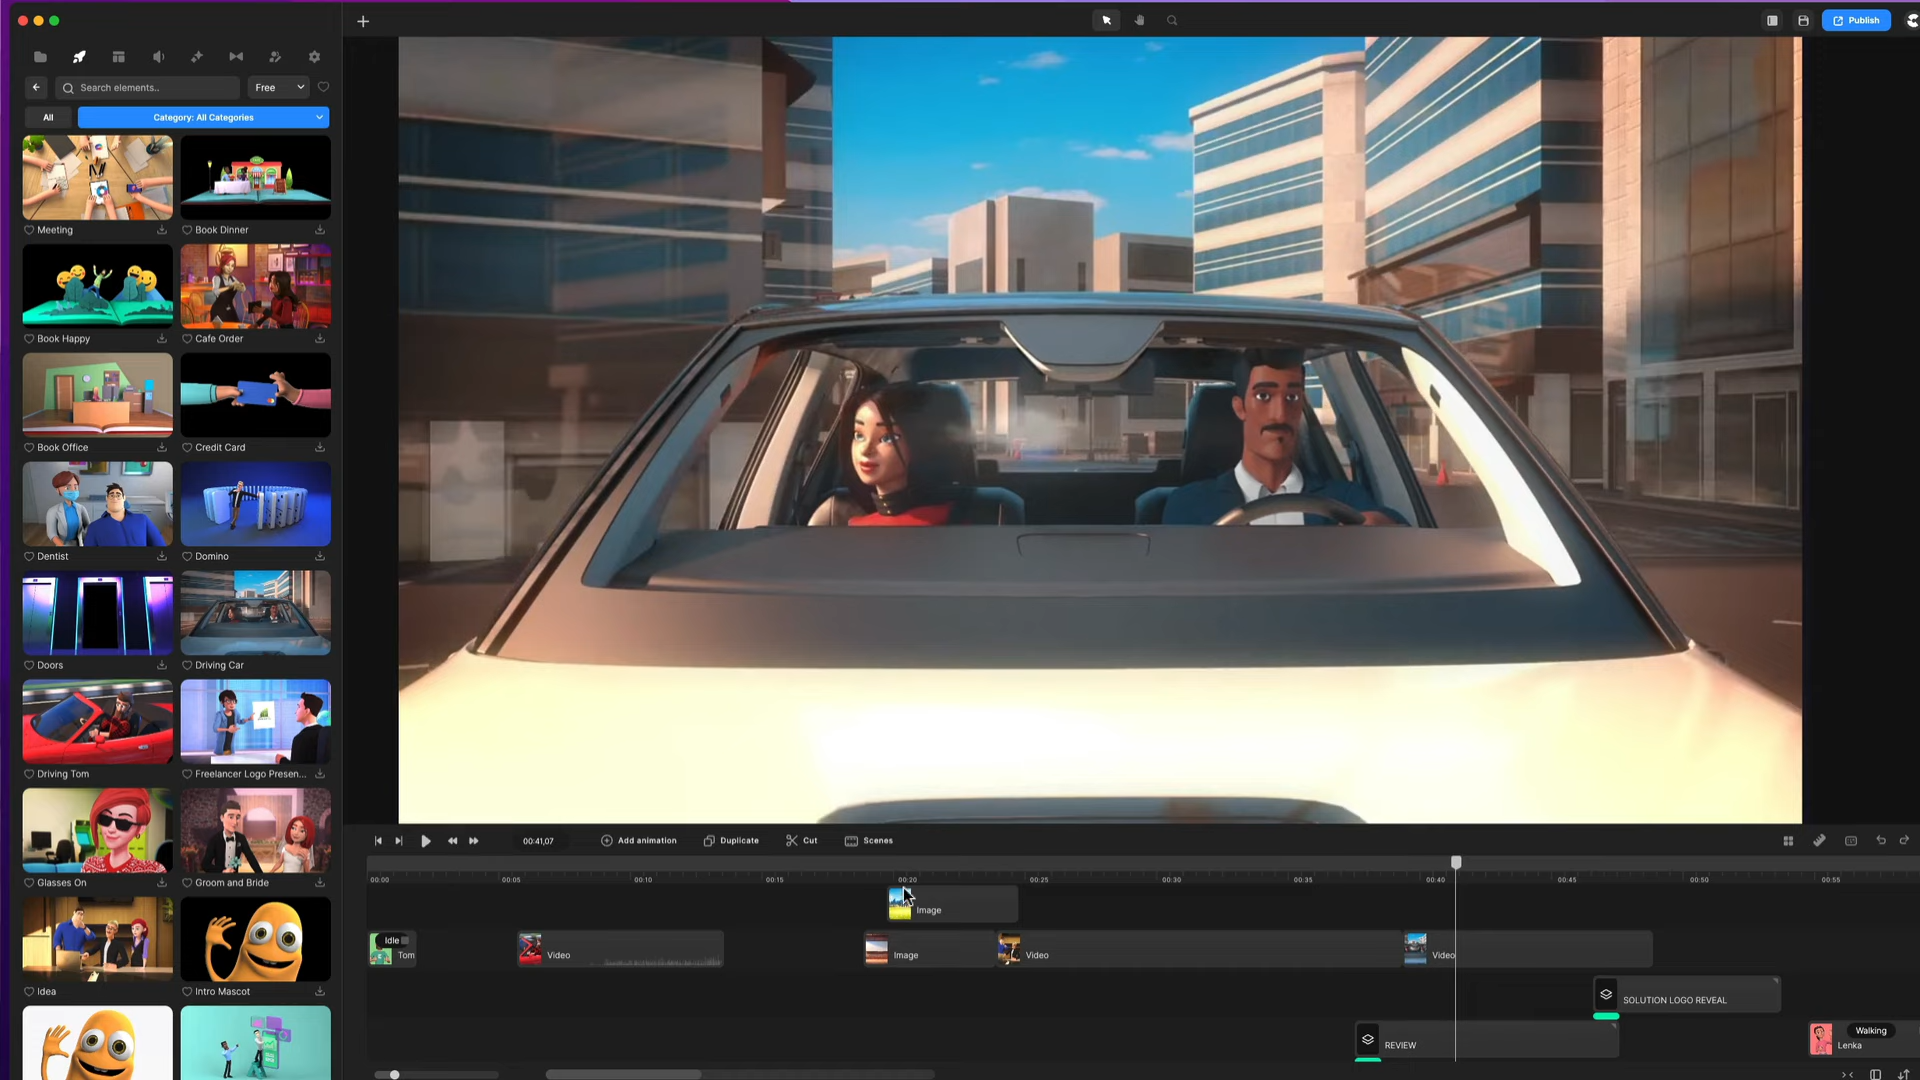 Publish
Search elements..
Free
All
Category: All Categories
Meeting
Book Dinner
Book Happy
Cafe Order
Book Office
Credit Card
Dentist
Domino
Doors
Driving Car
Driving Tom
Freelancer Logo Presen...
Glasses On
Groom and Bride
Idea
Intro Mascot
00:41,07
Add animation
Duplicate
Cut
Scenes
00:00
00:05
00:10
00:15
00:20
00:25
00:30
00:35
00:40
00:45
00:50
00:55
Image
Idle
Tom
Video
Image
Video
Video
SOLUTION LOGO REVEAL
REVIEW
Walking
Lenka